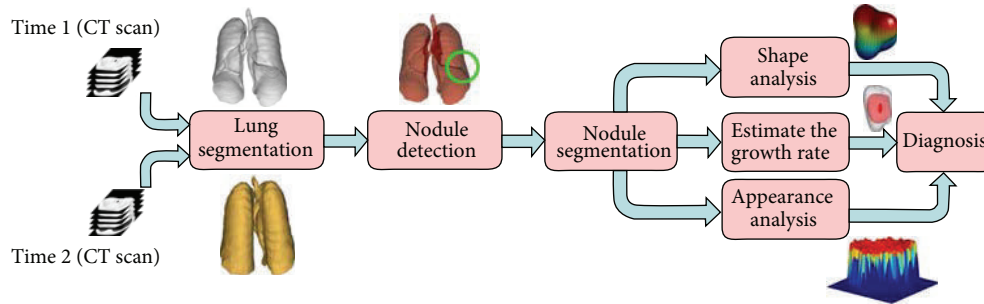 Time 1 (CT scan)
Time 2 (CT scan)
Lung
segmentation
Nodule
detection
Nodule
segmentation
Shape
analysis
Estimate the
growth rate
Appearance
analysis
Diagnosis